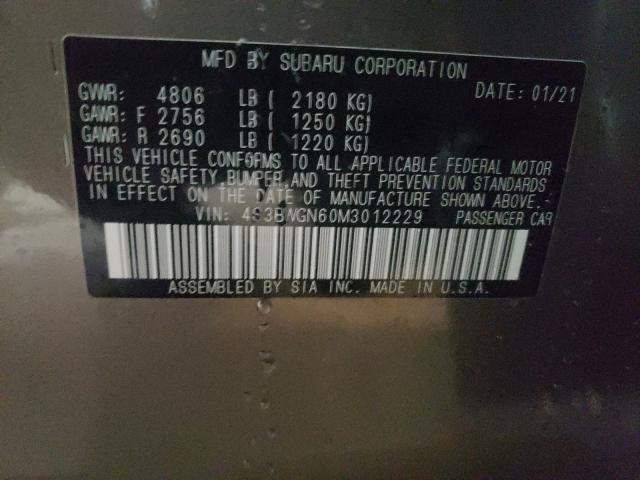 MFD BY SUBARU CORPORATION
GVWR: 4806 LB ( 2180 KG) DATE: 01/21
GAWR: F 2756 LB ( 1250 KG)
GAWR: R 2690 LB ( 1220 KG)
THIS VEHICLE CONFORMS TO ALL APPLICABLE FEDERAL MOTOR
VEHICLE SAFETY, BUMPER, AND THEFT PREVENTION STANDARDS
IN EFFECT ON THE DATE OF MANUFACTURE SHOWN ABOVE.
VIN: 4S3BWGN60M3012229 PASSENGER CAR
ASSEMBLED BY SIA INC. MADE IN U.S.A.